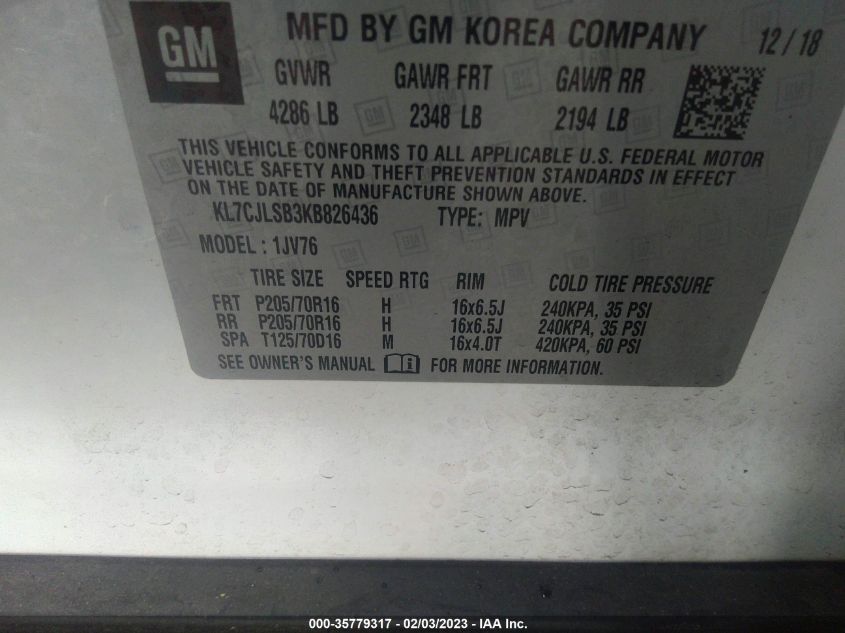 GM MFD BY GM KOREA COMPANY 12/18
GVWR GAWR FRT GAWR RR
4286 LB 2348 LB 2194 LB
THIS VEHICLE CONFORMS TO ALL APPLICABLE U.S. FEDERAL MOTOR
VEHICLE SAFETY AND THEFT PREVENTION STANDARDS IN EFFECT
ON THE DATE OF MANUFACTURE SHOWN ABOVE.
KL7CJLSB3KB826436 TYPE: MPV
MODEL : 1JV76
TIRE SIZE SPEED RTG RIM COLD TIRE PRESSURE
FRT P205/70R16 H 16x6.5J 240KPA, 35 PSI
RR P205/70R16 H 16x6.5J 240KPA, 35 PSI
SPA T125/70D16 M 16x4.0T 420KPA, 60 PSI
SEE OWNER'S MANUAL FOR MORE INFORMATION.
000-35779317 - 02/03/2023 - IAA Inc.